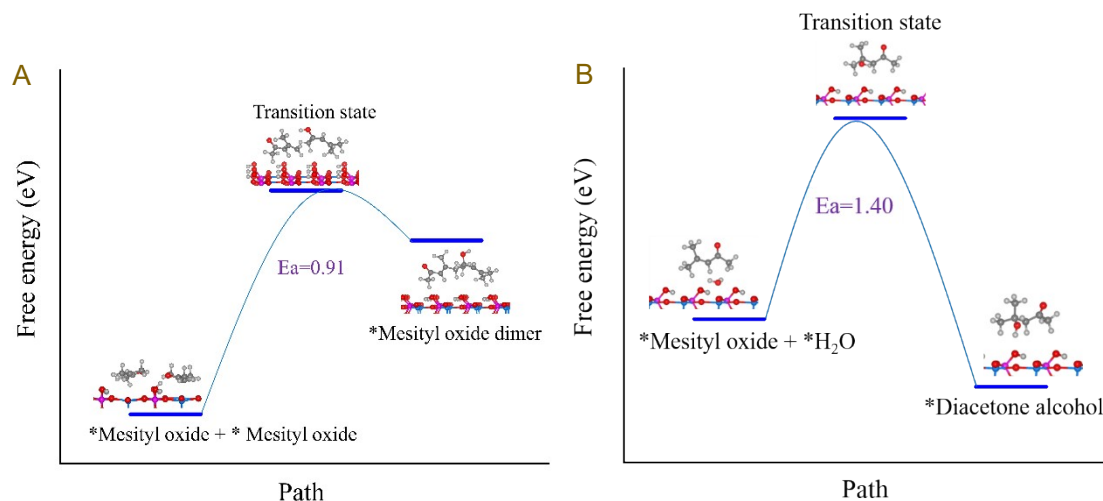 A
Free energy (eV)
Transition state
Ea=0.91
*Mesityl oxide dimer
*Mesityl oxide + * Mesityl oxide
Path
B
Free energy (eV)
Transition state
Ea=1.40
*Mesityl oxide + *H₂O
*Diacetone alcohol
Path